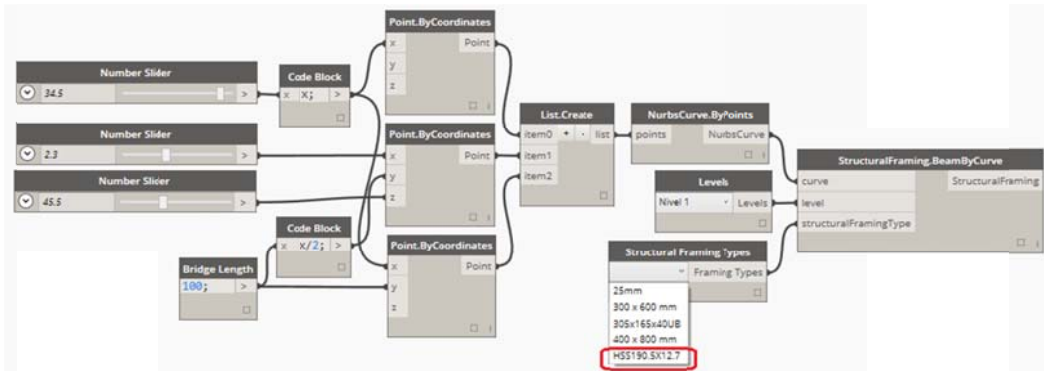 Number Slider
34.5 >
Code Block
x x; >
Point.ByCoordinates
x Point
y
z
Number Slider
2.3 >
Number Slider
45.5 >
Point.ByCoordinates
x Point
y
z
Code Block
x x/2; >
Bridge Length
100; >
Point.ByCoordinates
x Point
y
z
List.Create
item0 + - list
item1
item2
NurbsCurve.ByPoints
points NurbsCurve
Levels
Nivel 1 Levels
Structural Framing Types
Framing Types
25mm
300 x 600 mm
305x165x40UB
400 x 800 mm
HSS190.5X12.7
StructuralFraming.BeamByCurve
curve StructuralFraming
level
structuralFramingType